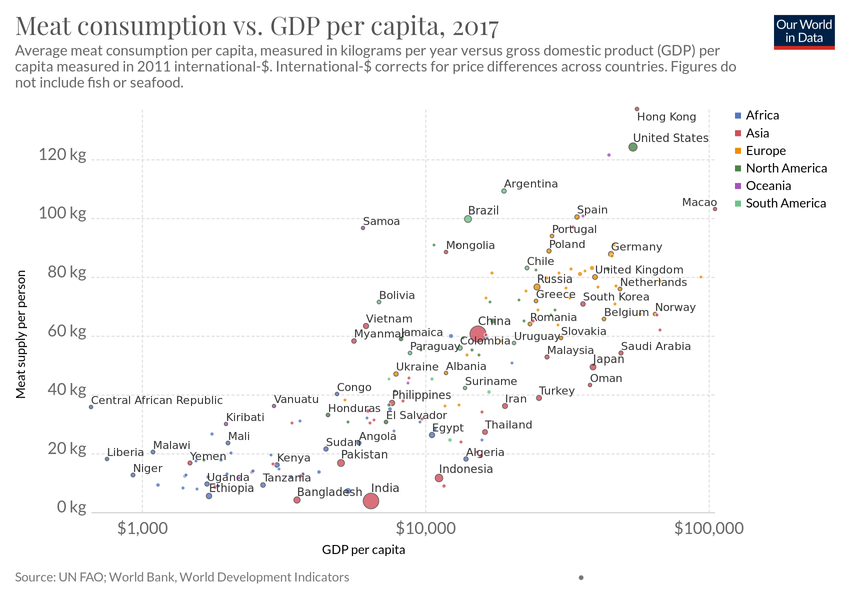 Meat consumption vs. GDP per capita, 2017
Our World
in Data
Average meat consumption per capita, measured in kilograms per year versus gross domestic product (GDP) per
capita measured in 2011 international-$. International-$ corrects for price differences across countries. Figures do
not include fish or seafood.
Hong Kong
United States
120 kg
Argentina
Macao
Brazil
Spain
100 kg
Samoa
Portugal
Mongolia
Poland
Germany
Chile
United Kingdom
80 kg
Russia
Netherlands
Bolivia
Greece
South Korea
Norway
Vietnam
China
Romania
Belgium
60 kg
Myanmar
Jamaica
Colombia
Uruguay
Slovakia
Paraguay
Malaysia
Saudi Arabia
Ukraine
Albania
Japan
Suriname
Oman
40 kg
Congo
Philippines
Turkey
Central African Republic
Vanuatu
Iran
Kiribati
Honduras
El Salvador
Thailand
Mali
Egypt
Malawi
Sudan
Angola
20 kg
Liberia
Yemen
Kenya
Pakistan
Algeria
Niger
Uganda
Tanzania
Indonesia
Ethiopia
Bangladesh
India
0 kg
$1,000
$10,000
$100,000
GDP per capita
Meat supply per person
Africa
Asia
Europe
North America
Oceania
South America
Source: UN FAO; World Bank, World Development Indicators